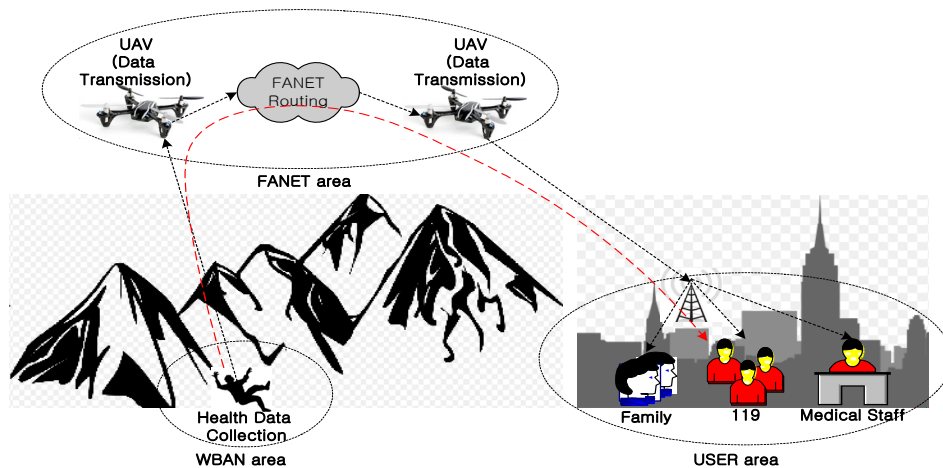 UAV
(Data
Transmission)
UAV
(Data
Transmission)
FANET
Routing
FANET area
Health Data
Collection
WBAN area
Family
119
Medical Staff
USER area